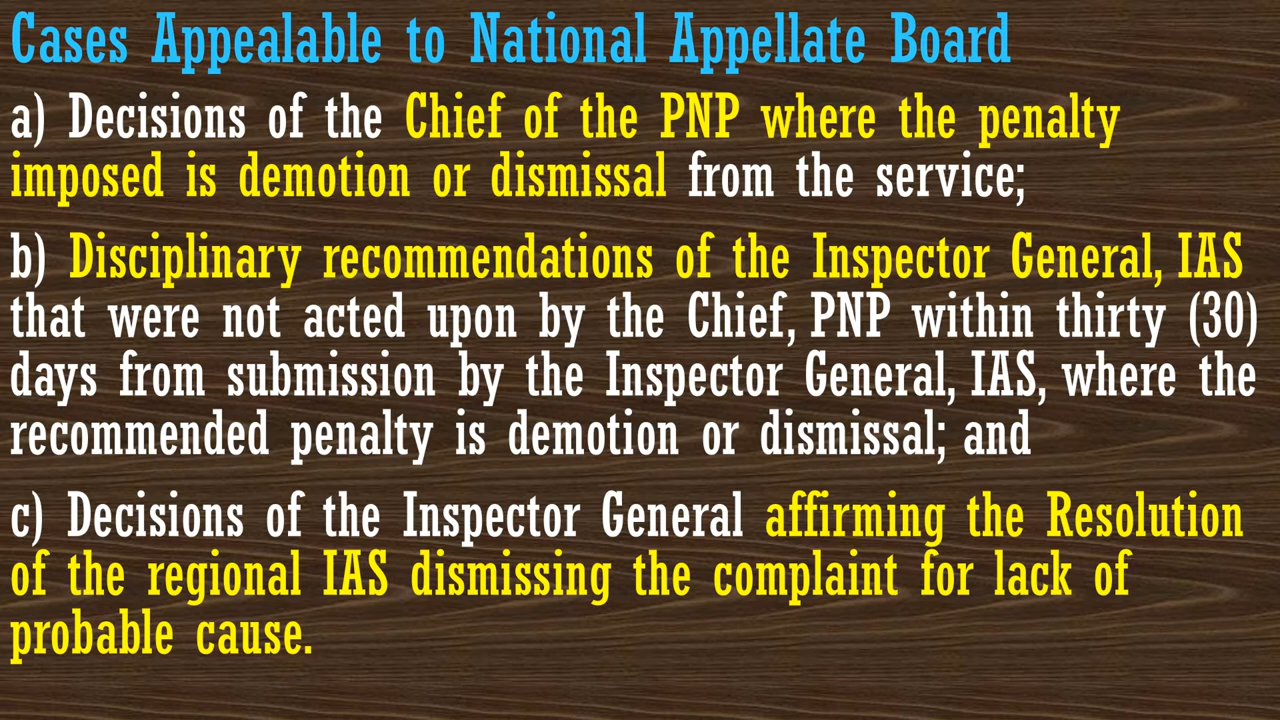 Cases Appealable to National Appellate Board
a) Decisions of the Chief of the PNP where the penalty
imposed is demotion or dismissal from the service;
b) Disciplinary recommendations of the Inspector General, IAS
that were not acted upon by the Chief, PNP within thirty (30)
days from submission by the Inspector General, IAS, where the
recommended penalty is demotion or dismissal; and
c) Decisions of the Inspector General affirming the Resolution
of the regional IAS dismissing the complaint for lack of
probable cause.